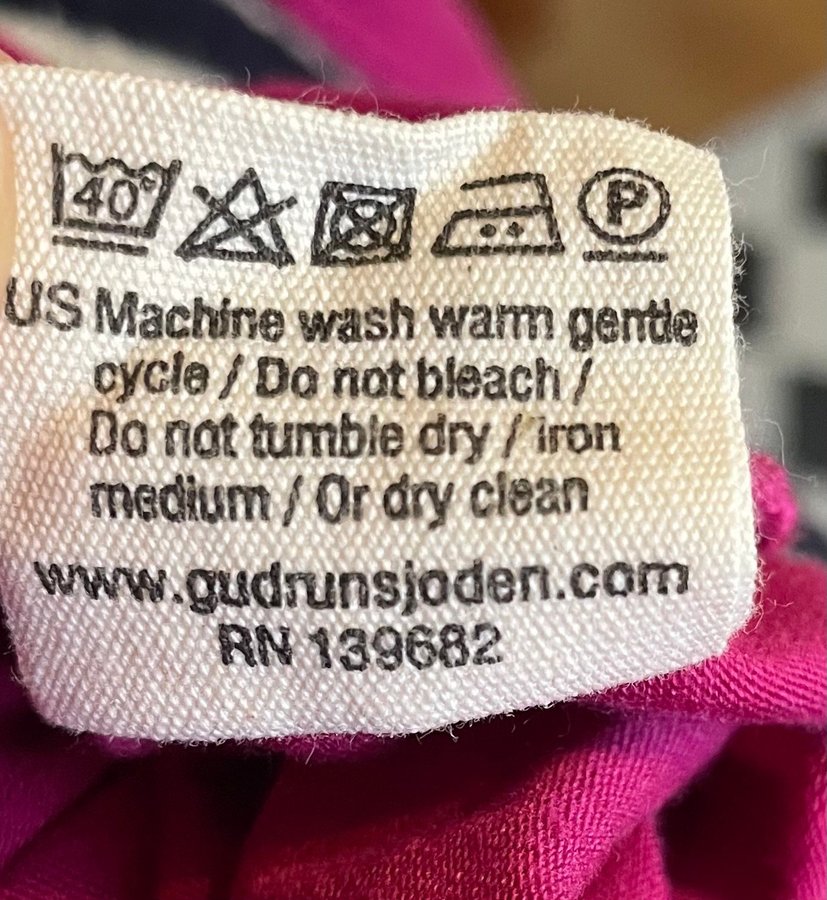 40°
P
US Machine wash warm gentle
cycle / Do not bleach /
Do not tumble dry / iron
medium / Or dry clean
www.gudrunsjoden.com
RN 139682